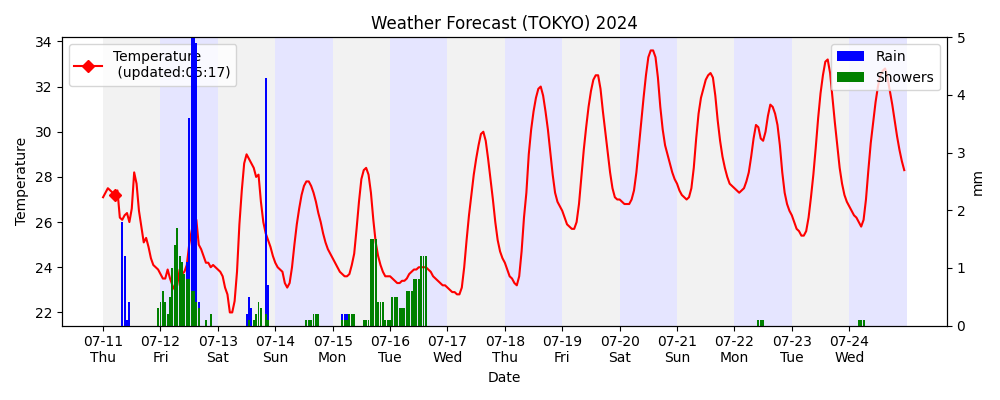 Weather Forecast (TOKYO) 2024
Temperature
(updated:05:17)
Rain
Showers
Temperature
34
32
30
28
26
24
22
5
4
3
2
1
0
mm
07-11 07-12 07-13 07-14 07-15 07-16 07-17 07-18 07-19 07-20 07-21 07-22 07-23 07-24
Thu Fri Sat Sun Mon Tue Wed Thu Fri Sat Sun Mon Tue Wed
Date